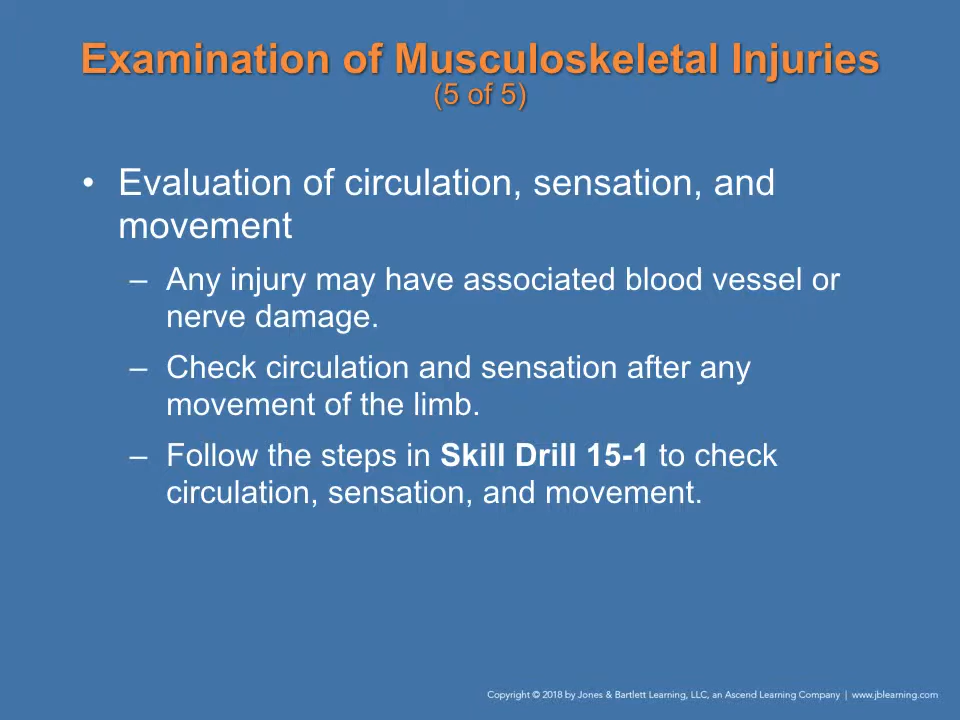 Examination of Musculoskeletal Injuries
(5 of 5)
• Evaluation of circulation, sensation, and
movement
– Any injury may have associated blood vessel or
nerve damage.
– Check circulation and sensation after any
movement of the limb.
– Follow the steps in Skill Drill 15-1 to check
circulation, sensation, and movement.
Copyright © 2018 by Jones & Bartlett Learning, LLC, an Ascend Learning Company | www.jblearning.com